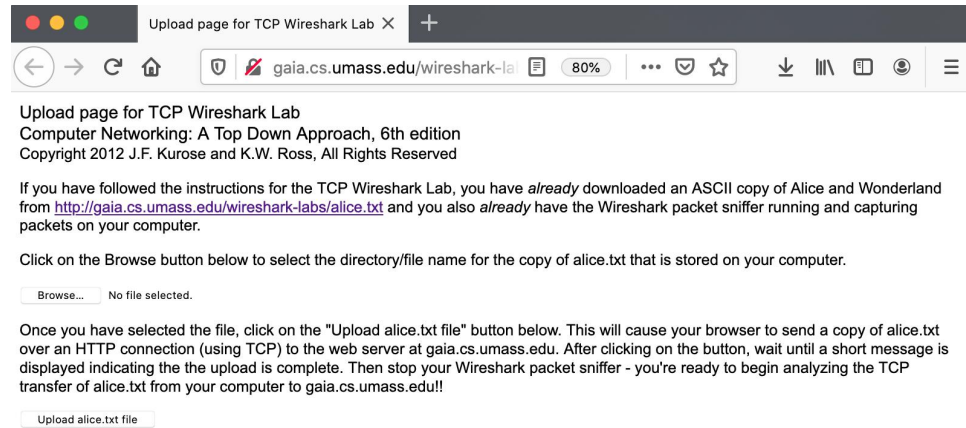 Upload page for TCP Wireshark Lab
gaia.cs.umass.edu/wireshark-la
80%
Upload page for TCP Wireshark Lab
Computer Networking: A Top Down Approach, 6th edition
Copyright 2012 J.F. Kurose and K.W. Ross, All Rights Reserved
If you have followed the instructions for the TCP Wireshark Lab, you have already downloaded an ASCII copy of Alice and Wonderland
from http://gaia.cs.umass.edu/wireshark-labs/alice.txt and you also already have the Wireshark packet sniffer running and capturing
packets on your computer.
Click on the Browse button below to select the directory/file name for the copy of alice.txt that is stored on your computer.
Browse... No file selected.
Once you have selected the file, click on the "Upload alice.txt file" button below. This will cause your browser to send a copy of alice.txt
over an HTTP connection (using TCP) to the web server at gaia.cs.umass.edu. After clicking on the button, wait until a short message is
displayed indicating the the upload is complete. Then stop your Wireshark packet sniffer - you're ready to begin analyzing the TCP
transfer of alice.txt from your computer to gaia.cs.umass.edu!!
Upload alice.txt file